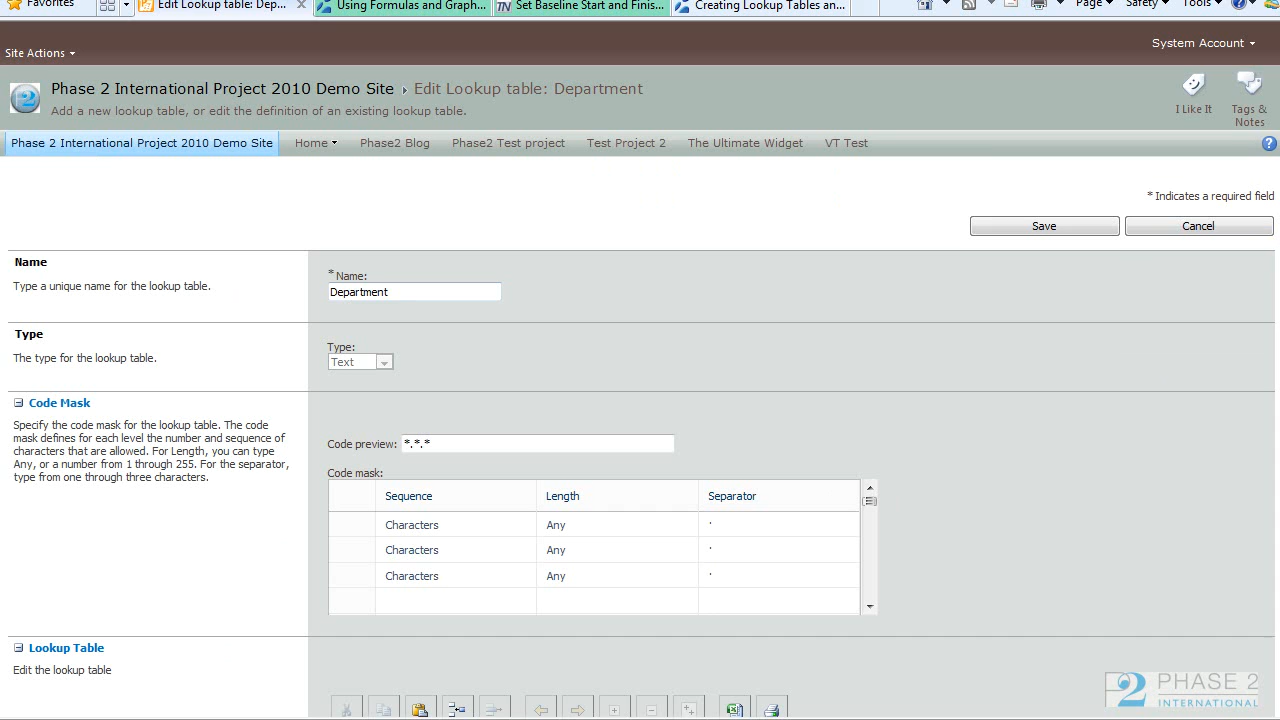 Favorites
Edit Lookup table: Dep...
Using Formulas and Graph...
Set Baseline Start and Finis...
Creating Lookup Tables an...
Page
Safety
Tools
Site Actions
System Account
Phase 2 International Project 2010 Demo Site › Edit Lookup table: Department
Add a new lookup table, or edit the definition of an existing lookup table.
I Like It
Tags &
Notes
Phase 2 International Project 2010 Demo Site
Home
Phase2 Blog
Phase2 Test project
Test Project 2
The Ultimate Widget
VT Test
* Indicates a required field
Save
Cancel
Name
Type a unique name for the lookup table.
* Name:
Department
Type
The type for the lookup table.
Type:
Text
Code Mask
Specify the code mask for the lookup table. The code
mask defines for each level the number and sequence of
characters that are allowed. For Length, you can type
Any, or a number from 1 through 255. For the separator,
type from one through three characters.
Code preview: *.*.*
Code mask:
Sequence Length Separator
Characters Any .
Characters Any .
Characters Any .
Lookup Table
Edit the lookup table
2 PHASE 2
INTERNATIONAL